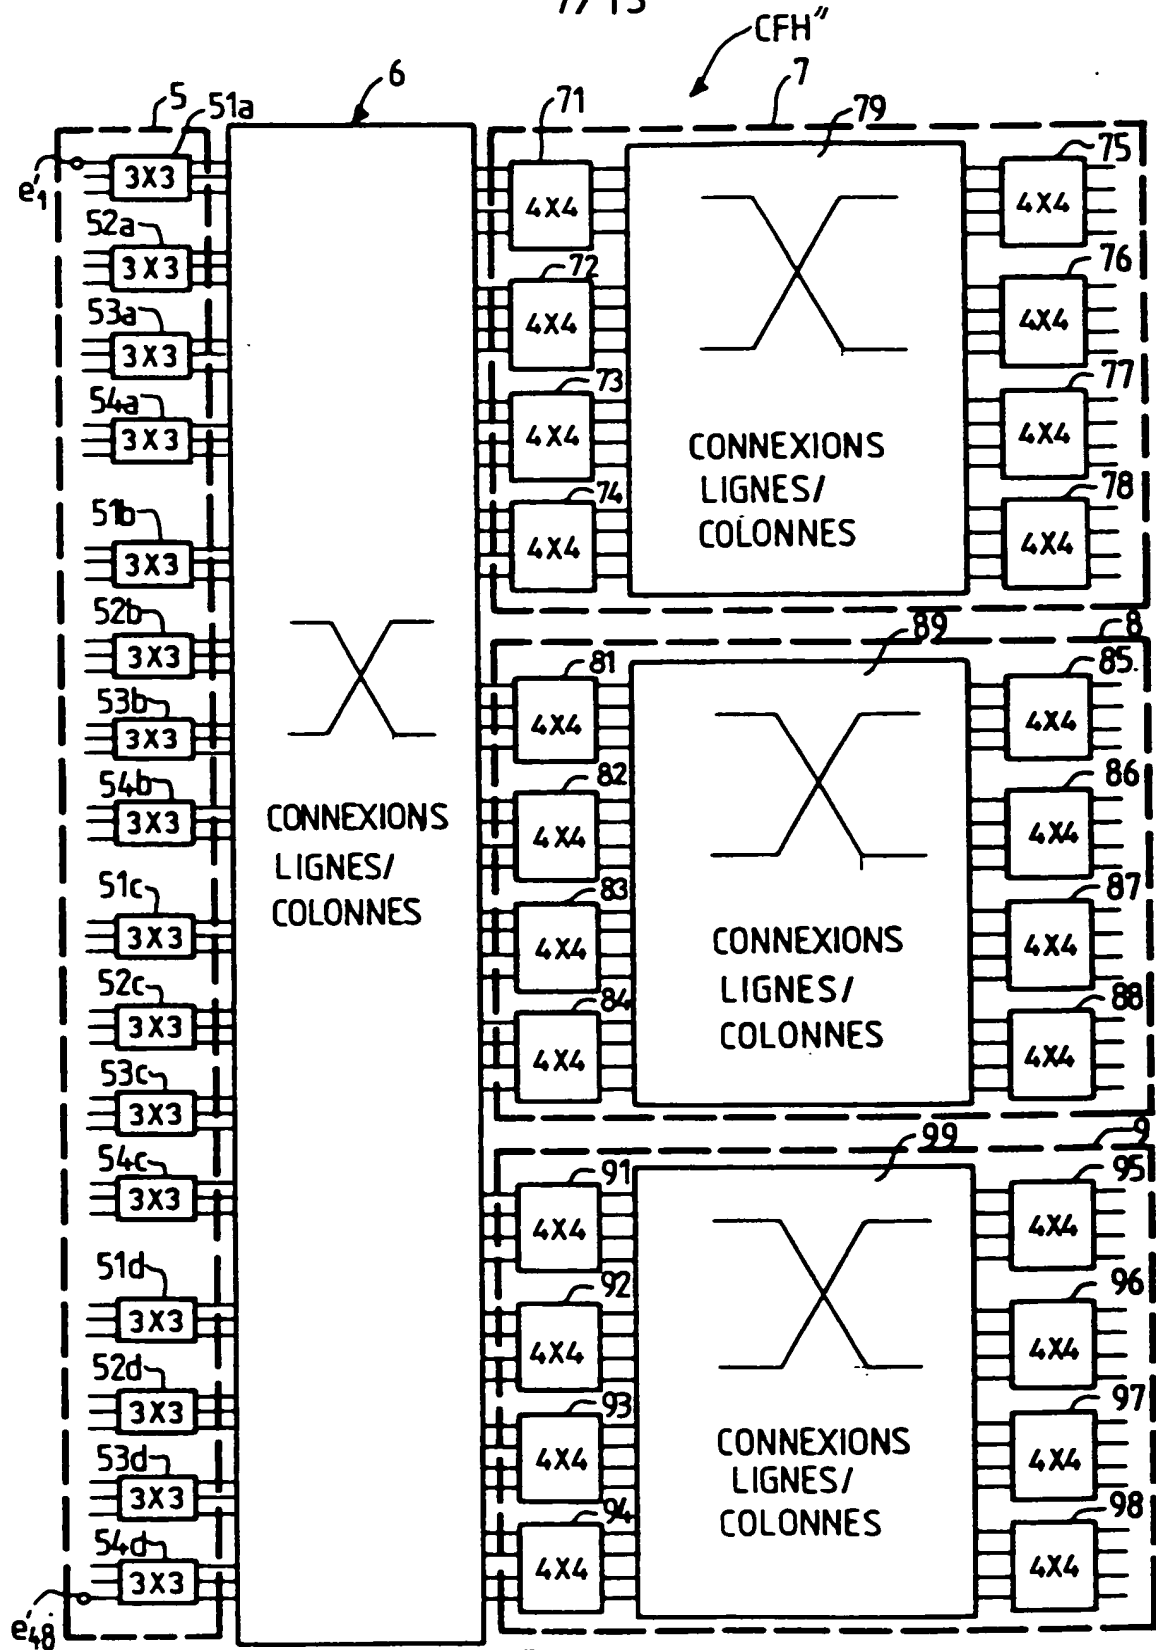 7/15
CFH"
5
51a
6
7
71
79
75
e'1
3X3
4X4
4X4
52a
3X3
72
76
4X4
4X4
53a
3X3
73
77
4X4
4X4
54a
3X3
CONNEXIONS
LIGNES/
COLONNES
74
78
4X4
4X4
51b
3X3
52b
3X3
89
8
81
85
4X4
4X4
53b
3X3
82
86
54b
3X3
4X4
4X4
CONNEXIONS
LIGNES/
COLONNES
51c
3X3
83
87
4X4
4X4
CONNEXIONS
LIGNES/
COLONNES
52c
3X3
84
88
4X4
4X4
53c
3X3
99
9
54c
3X3
91
95
4X4
4X4
51d
3X3
92
96
4X4
4X4
52d
3X3
93
97
4X4
4X4
CONNEXIONS
LIGNES/
COLONNES
53d
3X3
94
98
4X4
4X4
54d
3X3
e'48